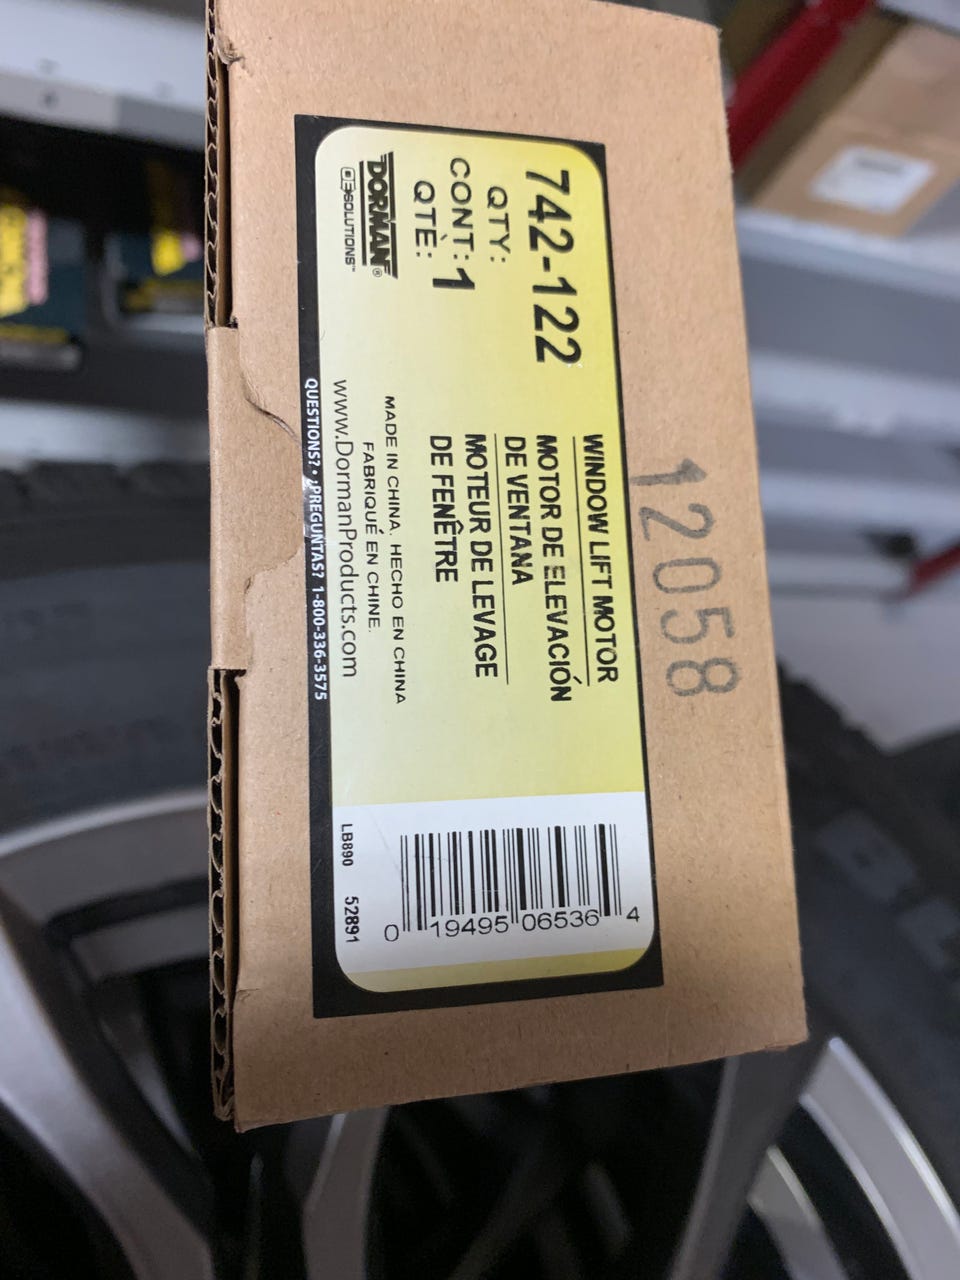 12058
742-122
QTY:
CONT: 1
QTÈ:
DORMAN®
OE SOLUTIONS™
WINDOW LIFT MOTOR
MOTOR DE ELEVACIÓN
DE VENTANA
MOTEUR DE LEVAGE
DE FENÊTRE
MADE IN CHINA. HECHO EN CHINA
FABRIQUÉ EN CHINE.
www.DormanProducts.com
QUESTIONS? • ¿PREGUNTAS? 1-800-336-3575
0 19495 06536 4
LB890 52891